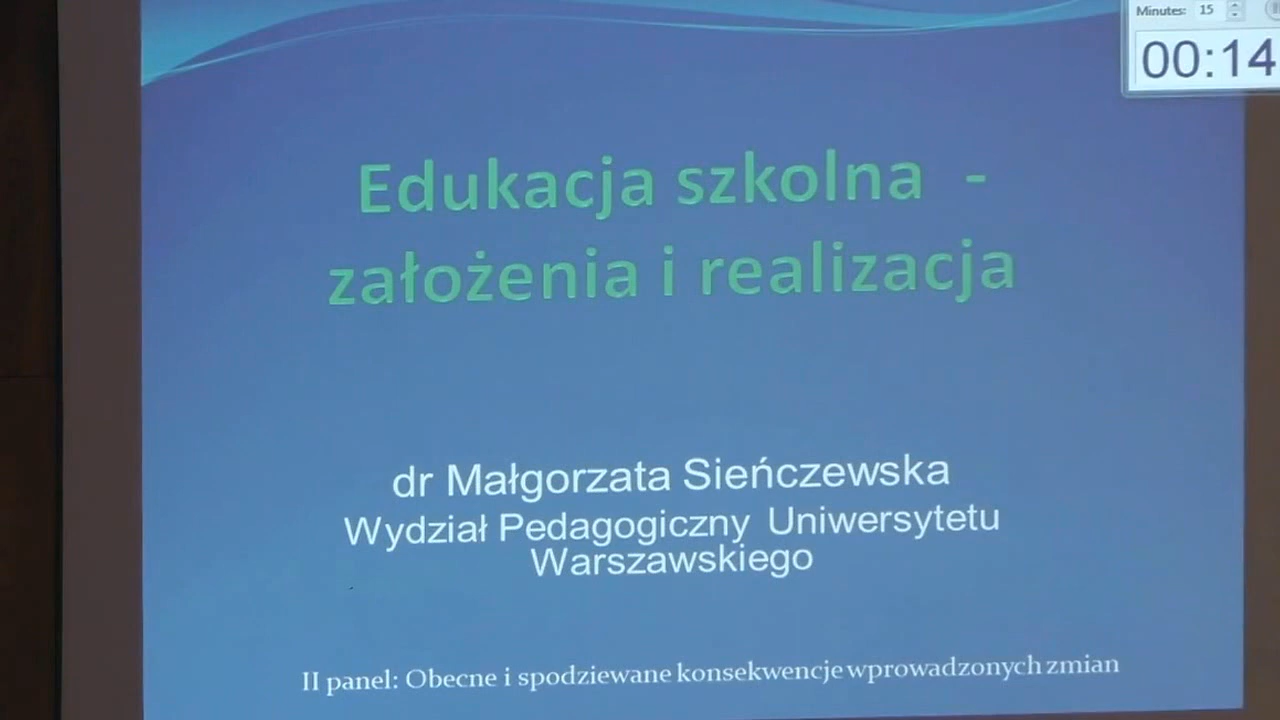 Minutes: 15
00:14
Edukacja szkolna -
założenia i realizacja
dr Małgorzata Sieńczewska
Wydział Pedagogiczny Uniwersytetu
Warszawskiego
II panel: Obecne i spodziewane konsekwencje wprowadzonych zmian